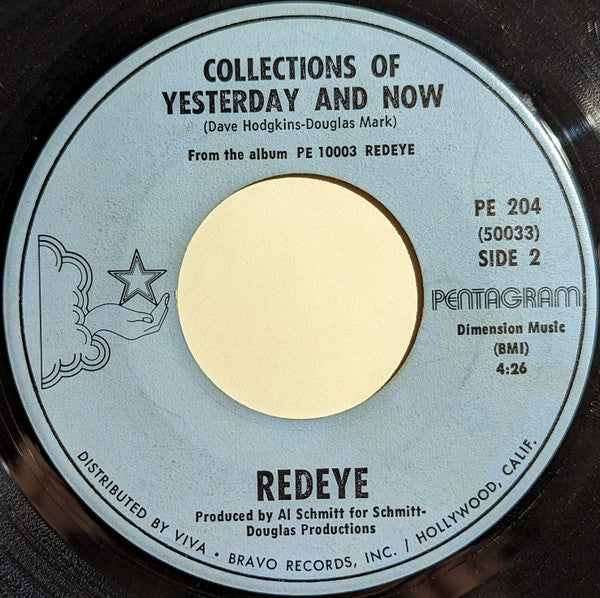 COLLECTIONS OF
YESTERDAY AND NOW
(Dave Hodgkins-Douglas Mark)
From the album PE 10003 REDEYE
PE 204
(50033)
SIDE 2
PENTAGRAM
Dimension Music
(BMI)
4:26
REDEYE
Produced by Al Schmitt for Schmitt-
Douglas Productions
DISTRIBUTED BY VIVA • BRAVO RECORDS, INC. / HOLLYWOOD, CALIF.